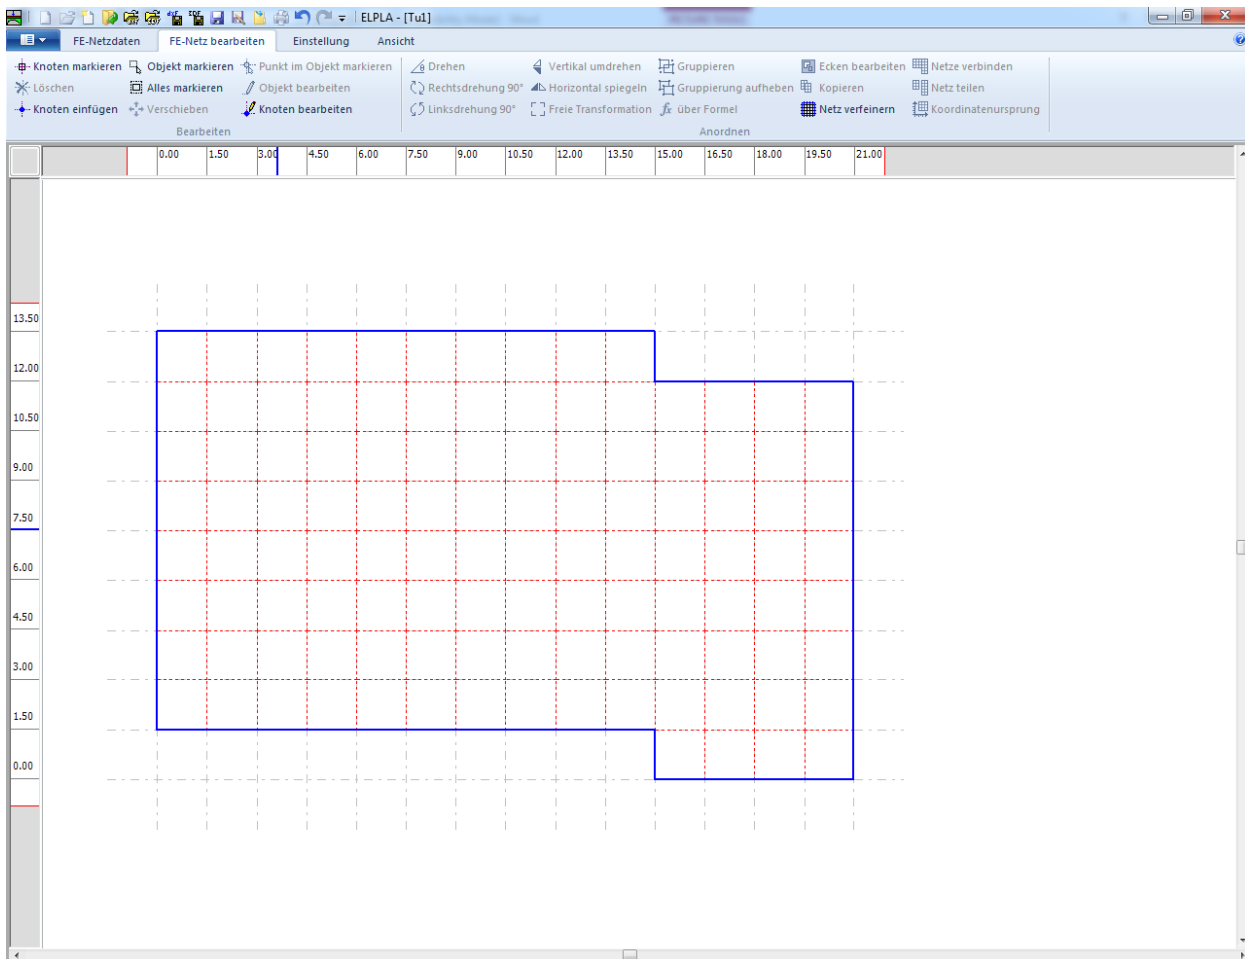 ELPLA - [Tu1]
FE-Netzdaten FE-Netz bearbeiten Einstellung Ansicht
Knoten markieren Objekt markieren Punkt im Objekt markieren Drehen Vertikal umdrehen Gruppieren Ecken bearbeiten Netze verbinden
Löschen Alles markieren Objekt bearbeiten Rechtsdrehung 90° Horizontal spiegeln Gruppierung aufheben Kopieren Netz teilen
Knoten einfügen Verschieben Knoten bearbeiten Linksdrehung 90° Freie Transformation fx über Formel Netz verfeinern Koordinatenursprung
Bearbeiten Anordnen
0.00 1.50 3.00 4.50 6.00 7.50 9.00 10.50 12.00 13.50 15.00 16.50 18.00 19.50 21.00
13.50
12.00
10.50
9.00
7.50
6.00
4.50
3.00
1.50
0.00